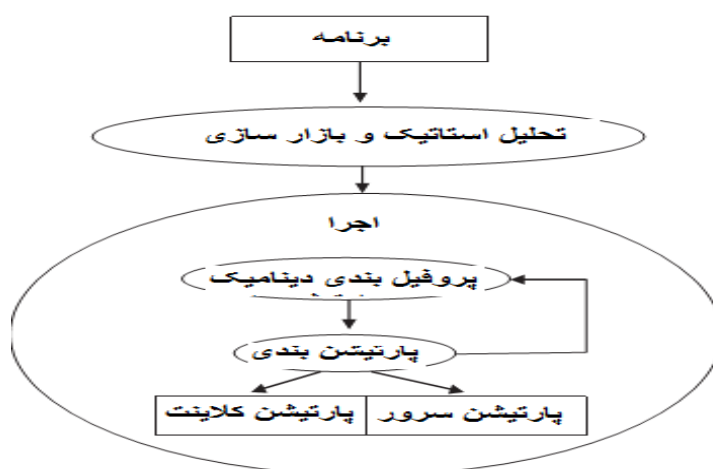 برنامه
تحلیل استاتیک و بازار سازی
اجرا
پروفیل بندی دینامیک
پارتیشن بندی
پارتیشن سرور
پارتیشن کلاینت